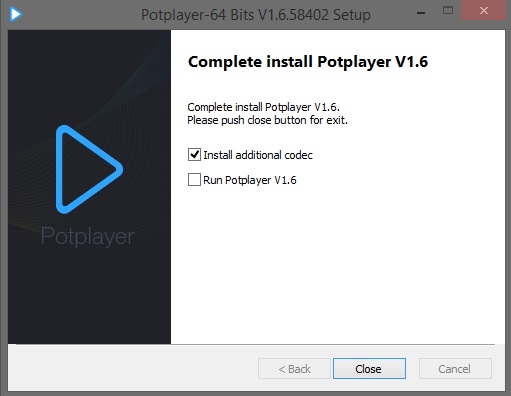 Potplayer-64 Bits V1.6.58402 Setup
Complete install Potplayer V1.6
Complete install Potplayer V1.6.
Please push close button for exit.
Install additional codec
Run Potplayer V1.6
Potplayer
< Back
Close
Cancel